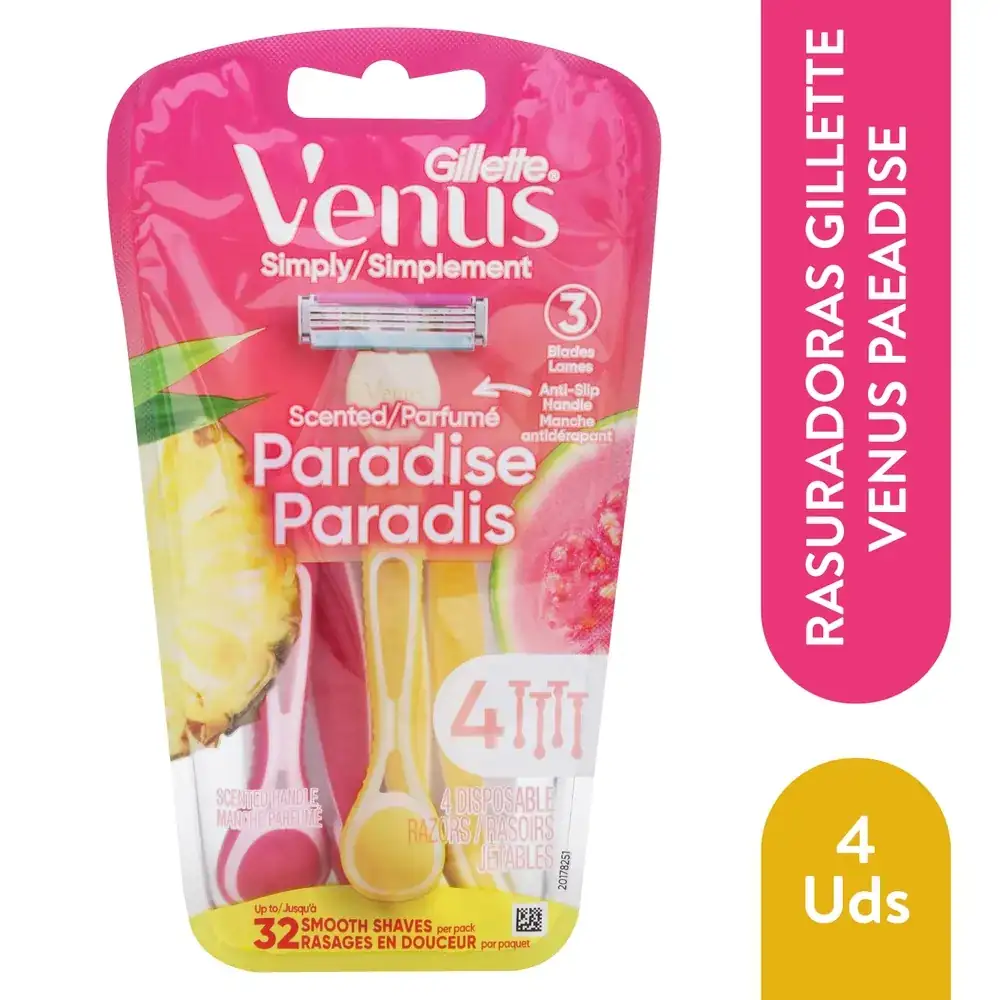 Gillette®
Venus
Simply/Simplement
3
Blades
Lames
Anti-Slip
Handle
Manche
antidérapant
Scented/Parfumé
Paradise
Paradis
4
SCENTED HANDLE
MANCHE PARFUMÉ
4 DISPOSABLE
RAZORS / RASOIRS
JETABLES
20178251
Up to/Jusqu'à
32 SMOOTH SHAVES per pack
RASAGES EN DOUCEUR par paquet
RASURADORAS GILLETTE
VENUS PAEADISE
4
Uds